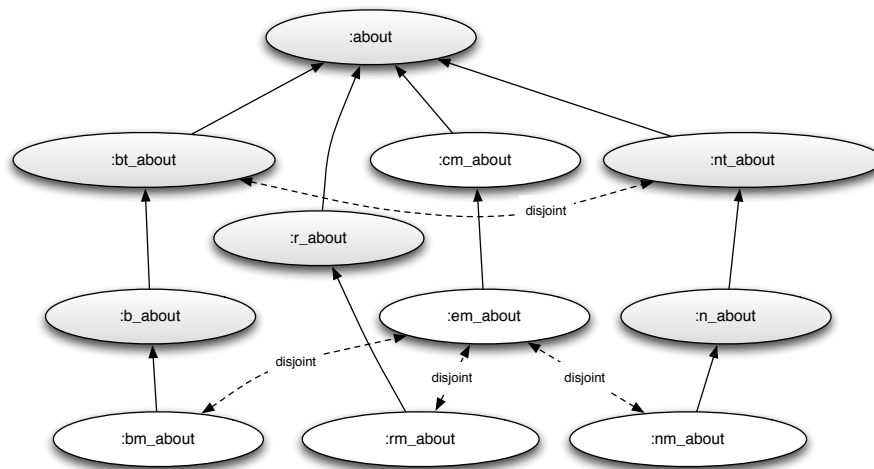 :about
:bt_about
:cm_about
:nt_about
disjoint
:r_about
:b_about
:em_about
:n_about
disjoint
disjoint
disjoint
:bm_about
:rm_about
:nm_about